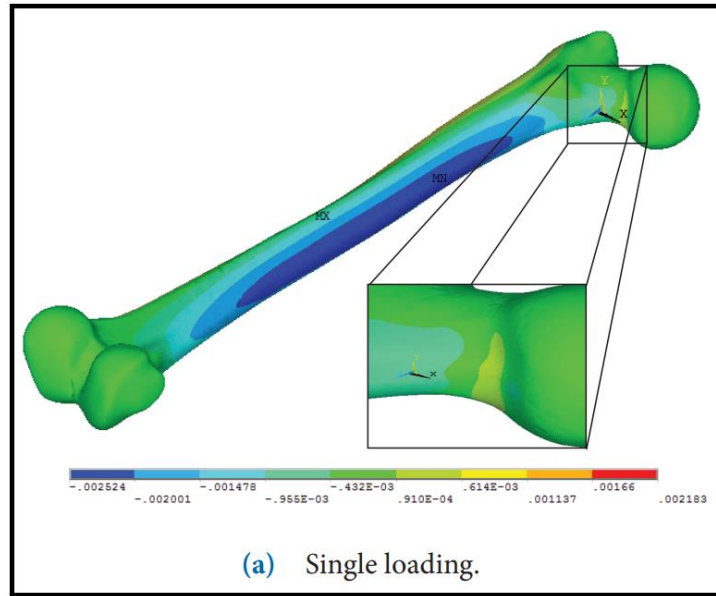 Y
X
MN
MX
x
-.002524 -.001478 -.432E-03 .614E-03 .00166
-.002001 -.955E-03 .910E-04 .001137 .002183
(a) Single loading.